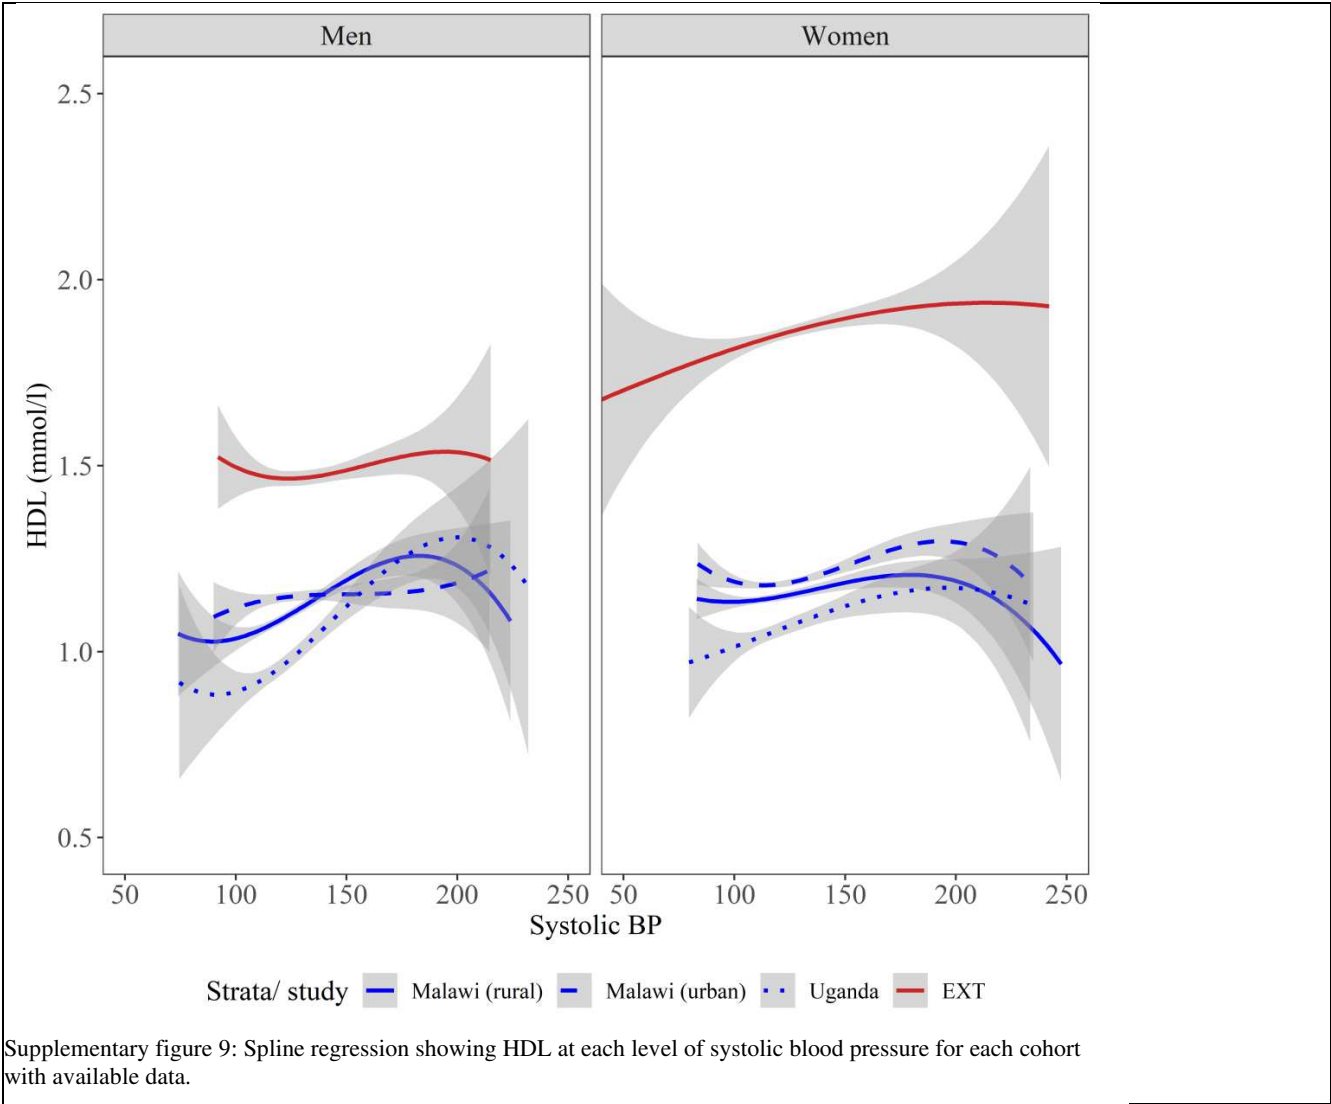 Men Women
2.5
2.0
1.5
1.0
0.5
HDL (mmol/l)
50 100 150 200 250 50 100 150 200 250
Systolic BP
Strata/ study Malawi (rural) Malawi (urban) Uganda EXT
Supplementary figure 9: Spline regression showing HDL at each level of systolic blood pressure for each cohort
with available data.